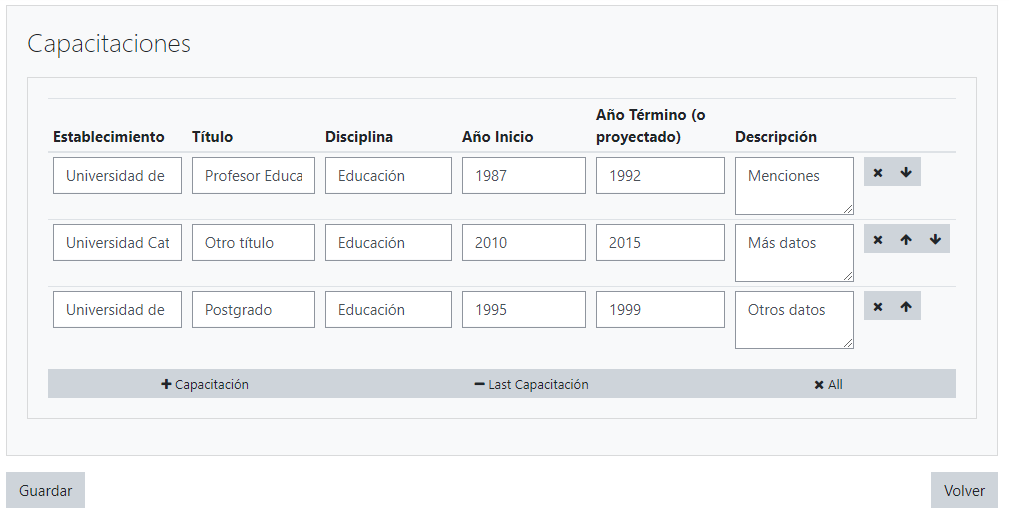 Capacitaciones
Año Término (o
Establecimiento Título Disciplina Año Inicio proyectado) Descripción
Universidad de Profesor Educa Educación 1987 1992 Menciones
Universidad Cat Otro título Educación 2010 2015 Más datos
Universidad de Postgrado Educación 1995 1999 Otros datos
Capacitación Last Capacitación All
Guardar Volver